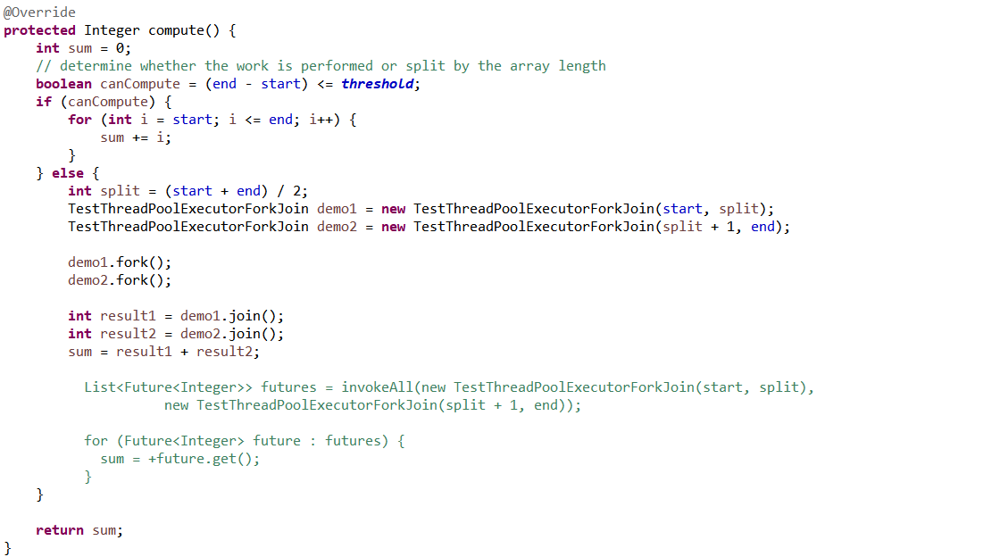 @Override
protected Integer compute() {
    int sum = 0;
    // determine whether the work is performed or split by the array length
    boolean canCompute = (end - start) <= threshold;
    if (canCompute) {
        for (int i = start; i <= end; i++) {
            sum += i;
        }
    } else {
        int split = (start + end) / 2;
        TestThreadPoolExecutorForkJoin demo1 = new TestThreadPoolExecutorForkJoin(start, split);
        TestThreadPoolExecutorForkJoin demo2 = new TestThreadPoolExecutorForkJoin(split + 1, end);

        demo1.fork();
        demo2.fork();

        int result1 = demo1.join();
        int result2 = demo2.join();
        sum = result1 + result2;

          List<Future<Integer>> futures = invokeAll(new TestThreadPoolExecutorForkJoin(start, split),
                    new TestThreadPoolExecutorForkJoin(split + 1, end));

          for (Future<Integer> future : futures) {
            sum = +future.get();
          }
    }

    return sum;
}